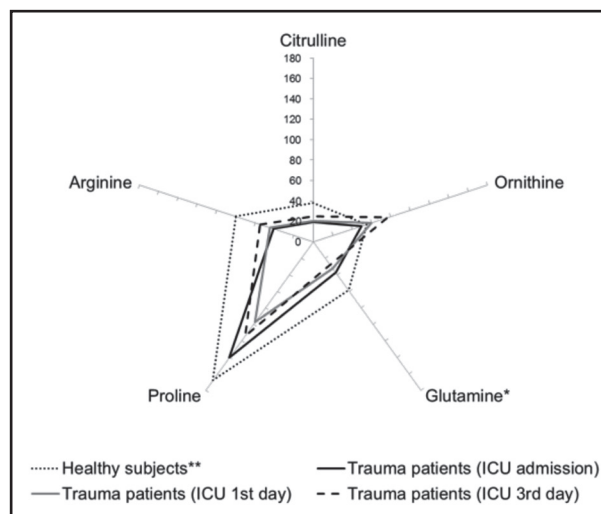 Citrulline
180
160
140
120
100
80
60
40
20
0
Arginine
Ornithine
Proline
Glutamine*
Healthy subjects**
Trauma patients (ICU admission)
Trauma patients (ICU 1st day)
Trauma patients (ICU 3rd day)